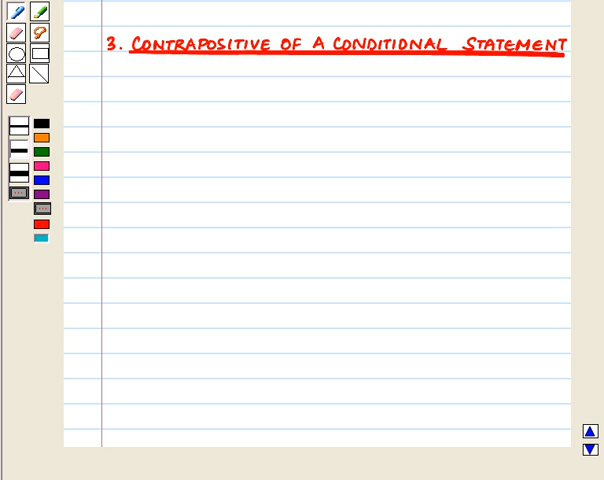 3. CONTRAPOSITIVE OF A CONDITIONAL STATEMENT